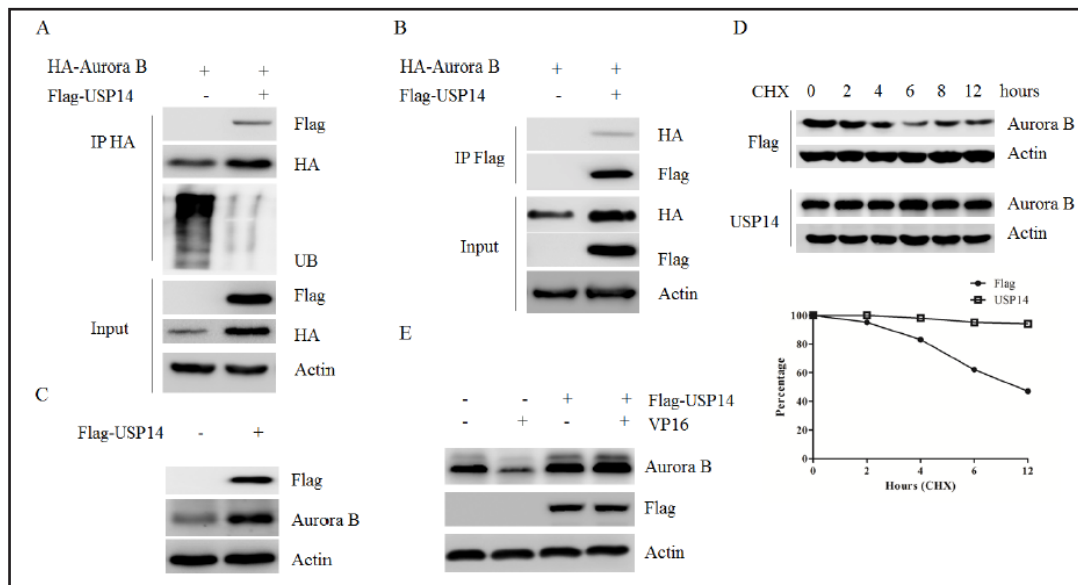 A
HA-Aurora B + +
Flag-USP14 - +
IP HA
Flag
HA
UB
Input
Flag
HA
Actin
B
HA-Aurora B + +
Flag-USP14 - +
IP Flag
HA
Flag
Input
HA
Flag
Actin
C
Flag-USP14 - +
Flag
Aurora B
Actin
D
CHX 0 2 4 6 8 12 hours
Flag
Aurora B
Actin
USP14
Aurora B
Actin
Flag
USP14
100
80
60
40
20
0
Percentage
0 2 4 6 12
Hours (CHX)
E
- - + + Flag-USP14
- + - + VP16
Aurora B
Flag
Actin